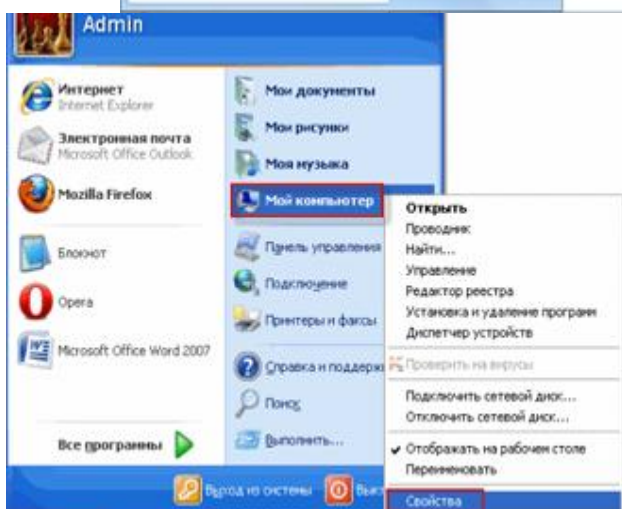 Admin
Интернет
Internet Explorer
Электронная почта
Microsoft Office Outlook
Mozilla Firefox
Блокнот
Opera
Microsoft Office Word 2007
Все программы
Мои документы
Мои рисунки
Моя музыка
Мой компьютер
Панель управления
Подключение
Принтеры и факсы
Справка и поддержк
Поиск
Выполнить...
Выход из системы
Вык
Открыть
Проводник
Найти...
Управление
Редактор реестра
Установка и удаление программ
Диспетчер устройств
Проверить на вирусы
Подключить сетевой диск...
Отключить сетевой диск...
Отображать на рабочем столе
Переименовать
Свойства